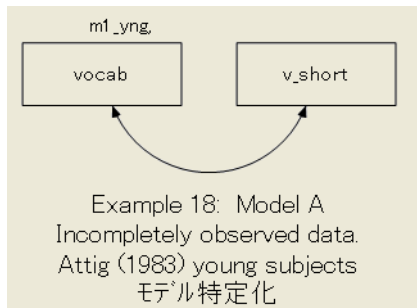 m1_yng,
vocab
v_short
Example 18: Model A
Incompletely observed data.
Attig (1983) young subjects
モデル特定化